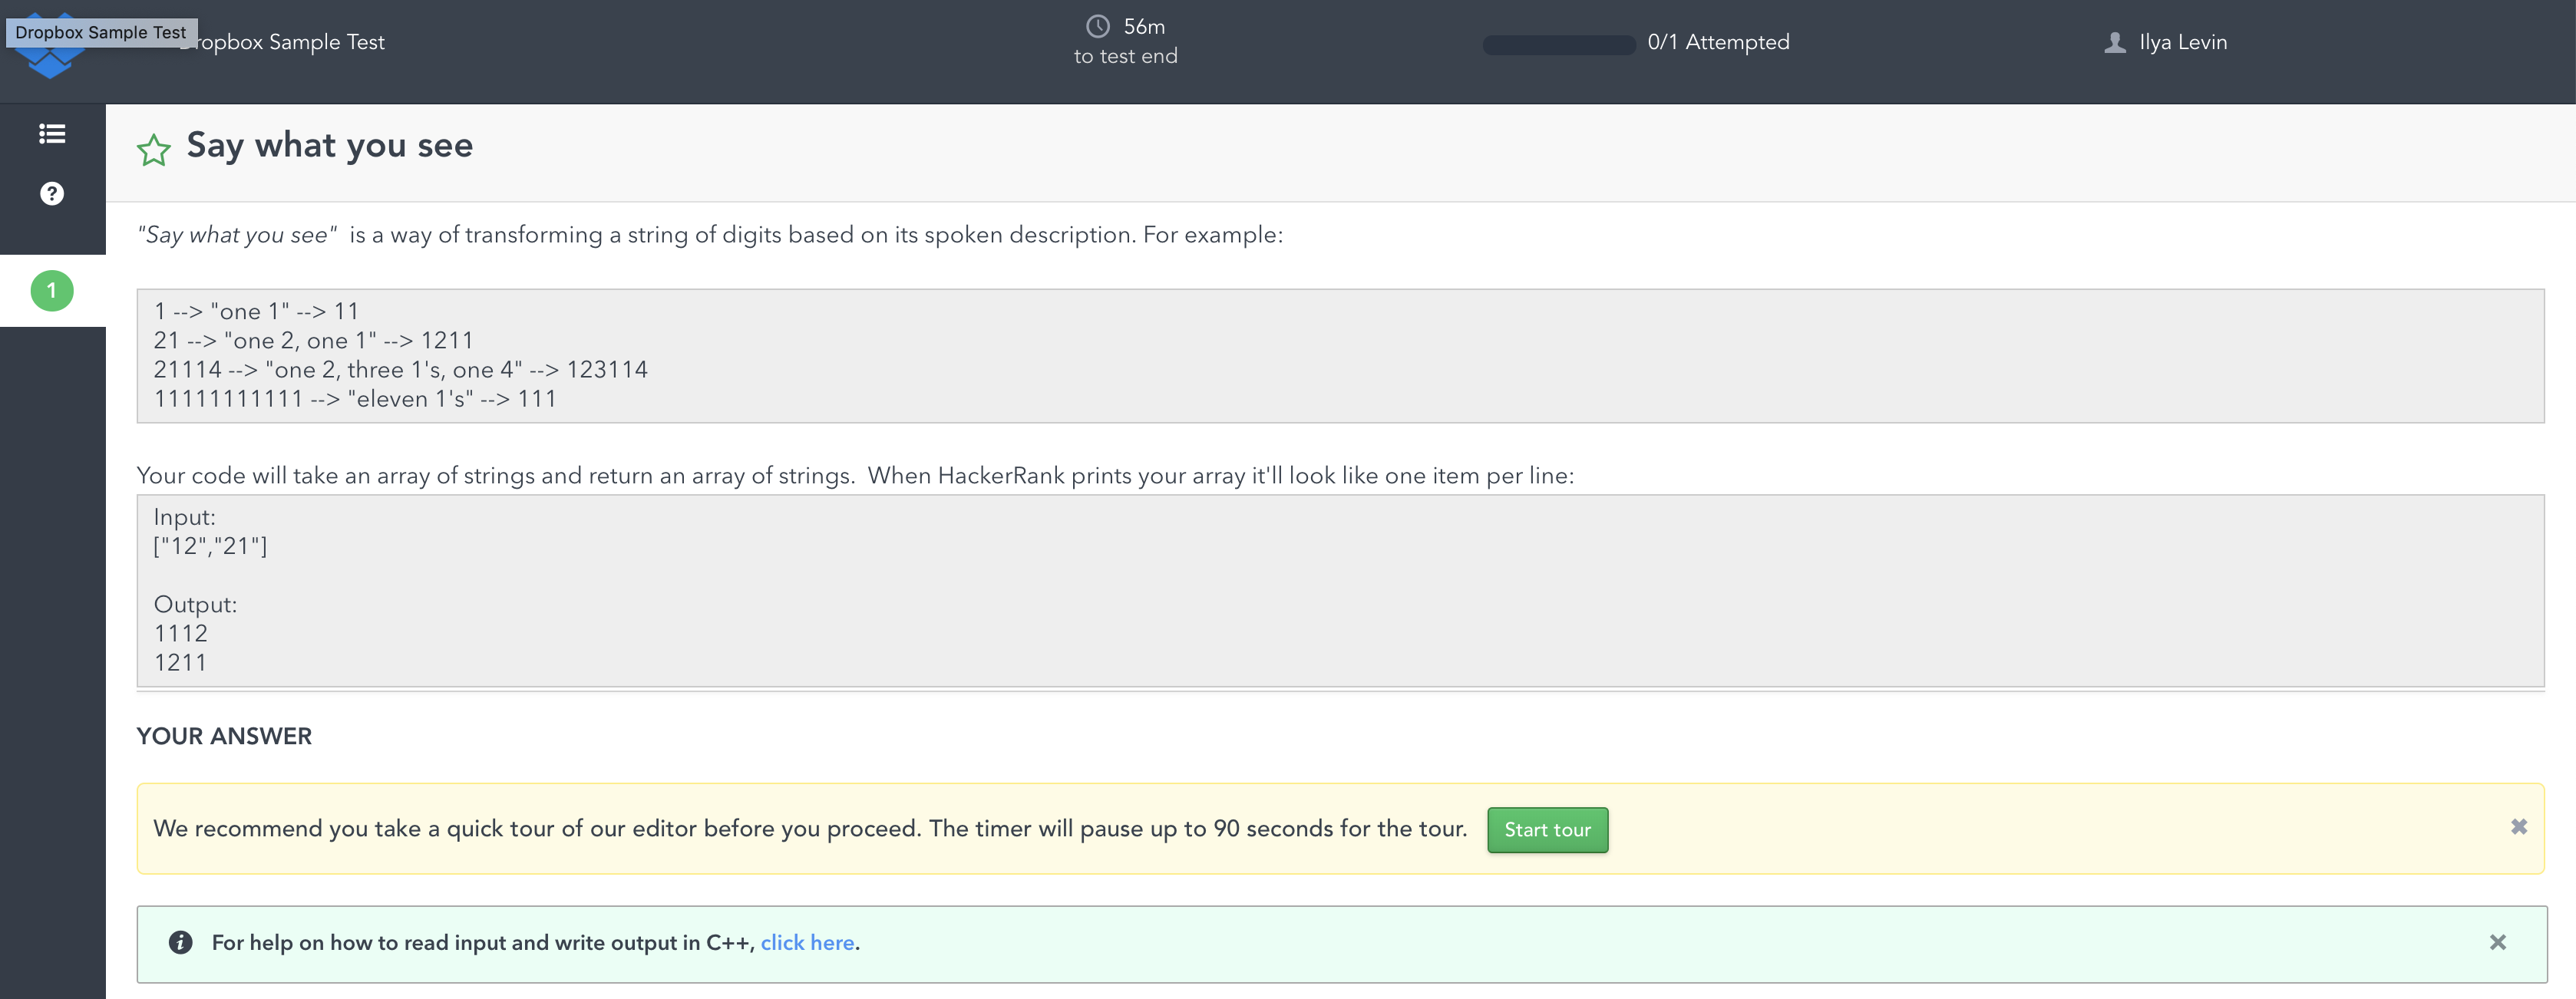 Dropbox Sample Test
Dropbox Sample Test
56m
to test end
0/1 Attempted
Ilya Levin
Say what you see
?
1
"Say what you see" is a way of transforming a string of digits based on its spoken description. For example:
1 --> "one 1" --> 11
21 --> "one 2, one 1" --> 1211
21114 --> "one 2, three 1's, one 4" --> 123114
11111111111 --> "eleven 1's" --> 111
Your code will take an array of strings and return an array of strings.  When HackerRank prints your array it'll look like one item per line:
Input:
["12","21"]
Output:
1112
1211
YOUR ANSWER
We recommend you take a quick tour of our editor before you proceed. The timer will pause up to 90 seconds for the tour.
Start tour
For help on how to read input and write output in C++, click here.